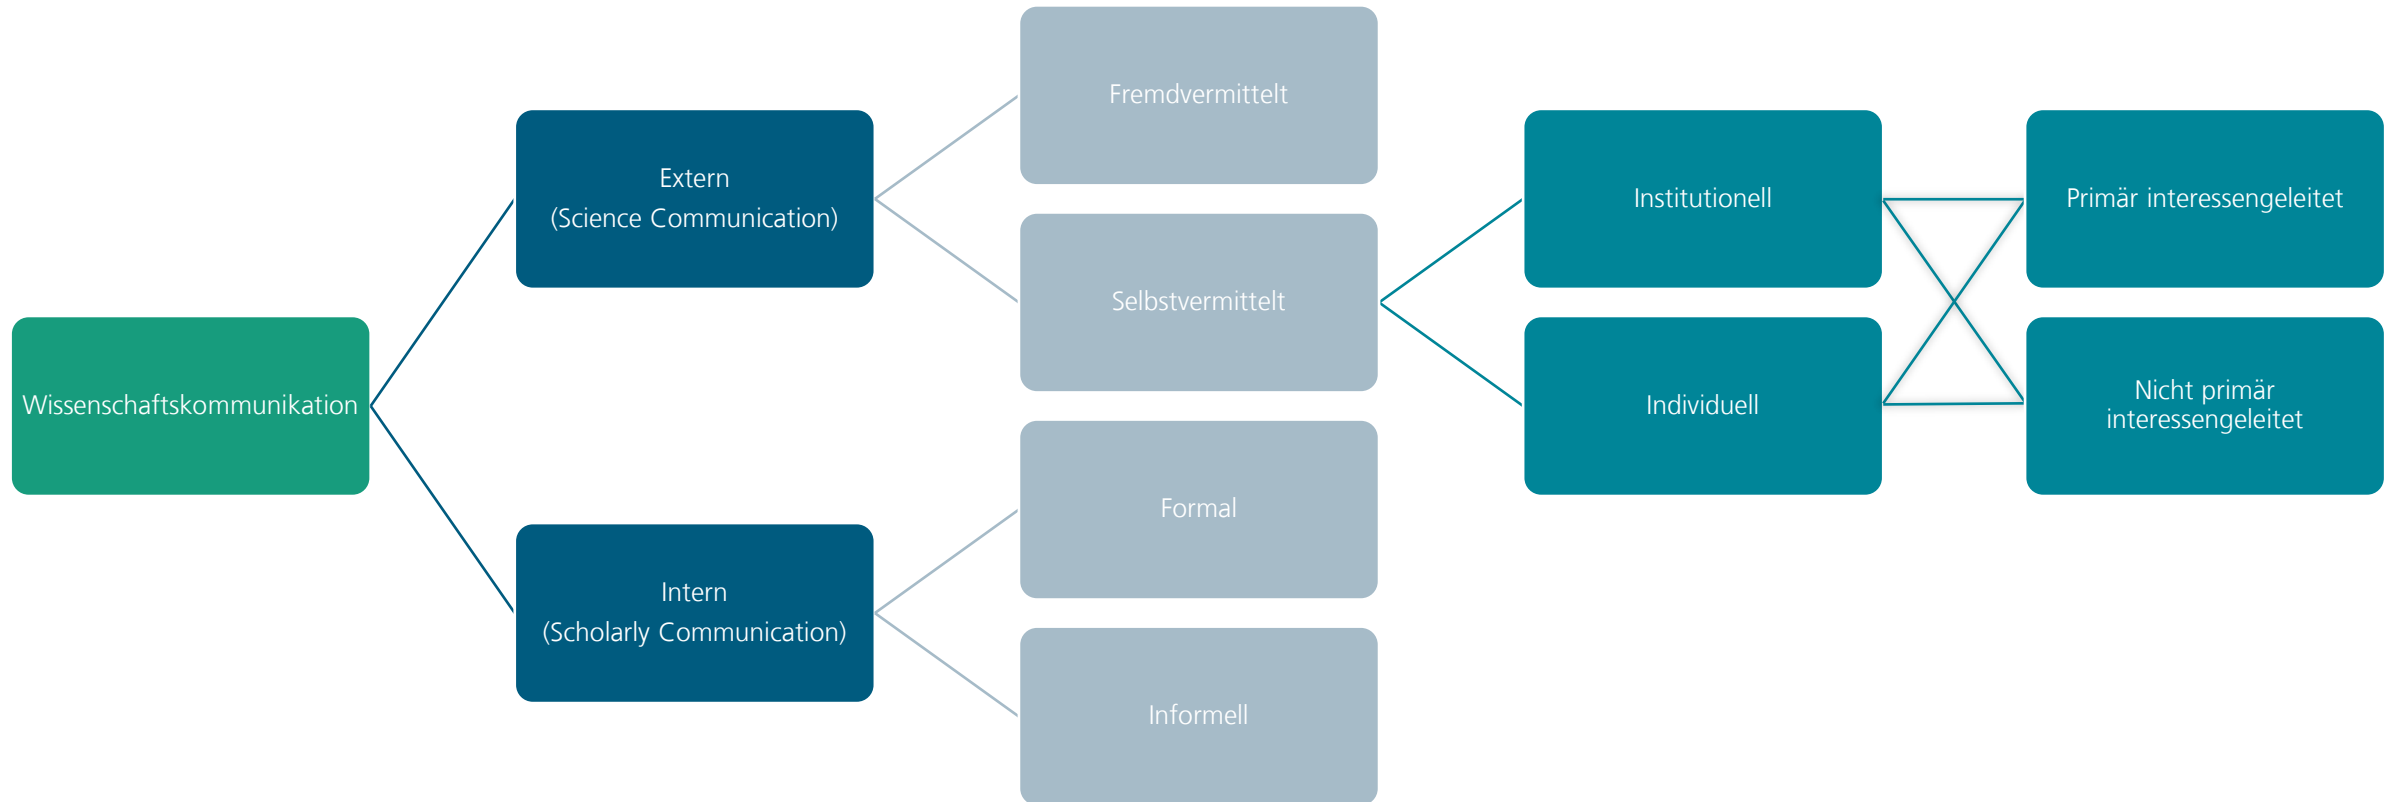 Wissenschaftskommunikation
Extern
(Science Communication)
Intern
(Scholarly Communication)
Fremdvermittelt
Selbstvermittelt
Formal
Informell
Institutionell
Individuell
Primär interessengeleitet
Nicht primär
interessengeleitet